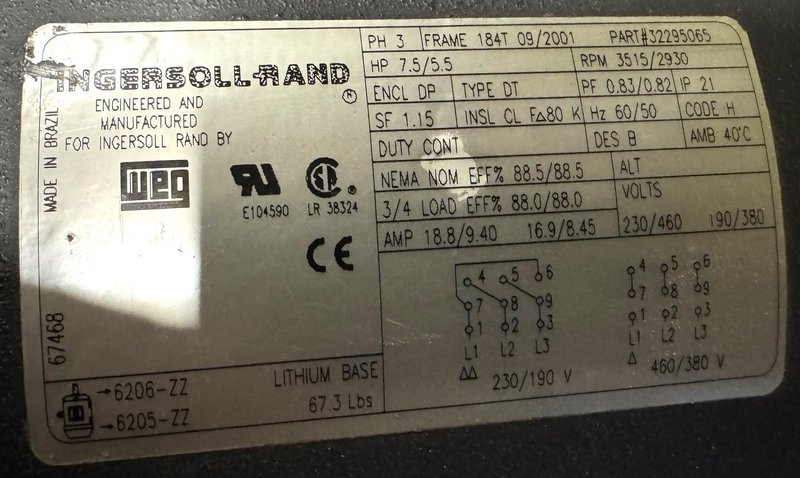 INGERSOLL-RAND
®
ENGINEERED AND
MANUFACTURED
FOR INGERSOLL RAND BY
MADE IN BRAZIL
WEG
E104590
LR 38324
CE
67468
→6206-ZZ
→6205-ZZ
LITHIUM BASE
67.3 Lbs
PH 3 FRAME 184T 09/2001 PART#32295065
HP 7.5/5.5 RPM 3515/2930
ENCL DP TYPE DT PF 0.83/0.82 IP 21
SF 1.15 INSL CL F∆80 K Hz 60/50 CODE H
DUTY CONT DES B AMB 40°C
NEMA NOM EFF% 88.5/88.5 ALT
3/4 LOAD EFF% 88.0/88.0 VOLTS
AMP 18.8/9.40 16.9/8.45 230/460 190/380
4 5 6
7 8 9
1 2 3
L1 L2 L3
∆∆ 230/190 V
4 5 6
7 8 9
1 2 3
L1 L2 L3
∆ 460/380 V